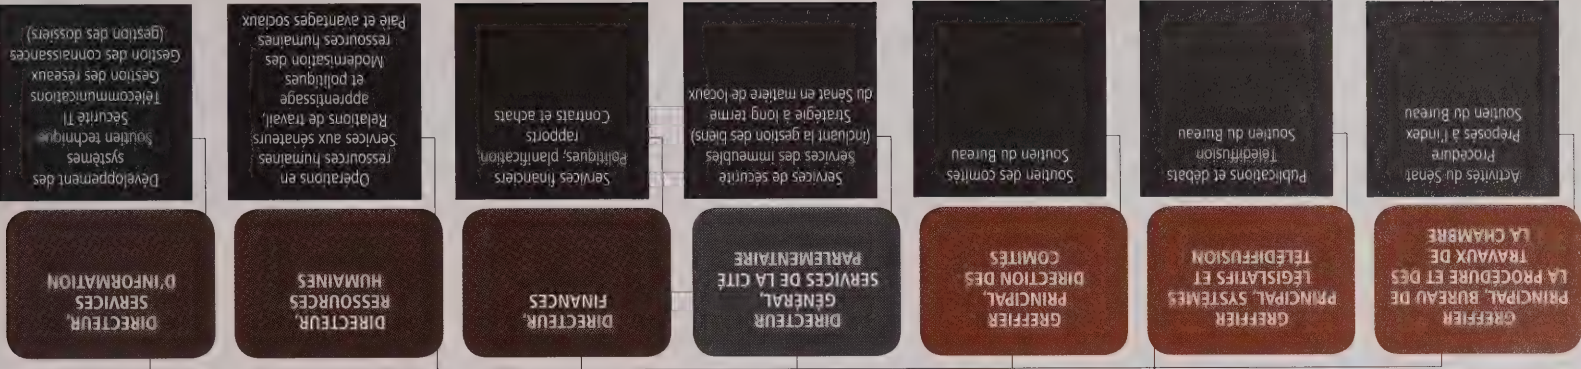 GREFFIER
PRINCIPAL, BUREAU DE
LA PROCÉDURE ET DES
TRAVAUX DE
LA CHAMBRE
Activités du Sénat
Procédure
Préposés à l'index
Soutien du Bureau
GREFFIER
PRINCIPAL SYSTÈMES
LÉGISLATIFS ET
TÉLÉDIFFUSION
Publications et débats
Télédiffusion
Soutien du Bureau
GREFFIER
PRINCIPAL,
DIRECTION DES
COMITÉS
Soutien des comités
Soutien du Bureau
DIRECTEUR
GÉNÉRAL,
SERVICES DE LA CITÉ
PARLEMENTAIRE
Services de sécurité
Services des immeubles
(incluant la gestion des biens)
Stratégie à long terme
du Sénat en matière de locaux
DIRECTEUR,
FINANCES
Services financiers
Politiques, planification,
rapports
Contrats et achats
DIRECTEUR,
RESSOURCES
HUMAINES
Opérations en
ressources humaines
Services aux sénateurs
Relations de travail,
apprentissage
et politiques
Modernisation des
ressources humaines
Paie et avantages sociaux
DIRECTEUR,
SERVICES
D'INFORMATION
Développement des
systèmes
Soutien technique
Sécurité TI
Télécommunications
Gestion des réseaux
Gestion des connaissances
(gestion des dossiers)